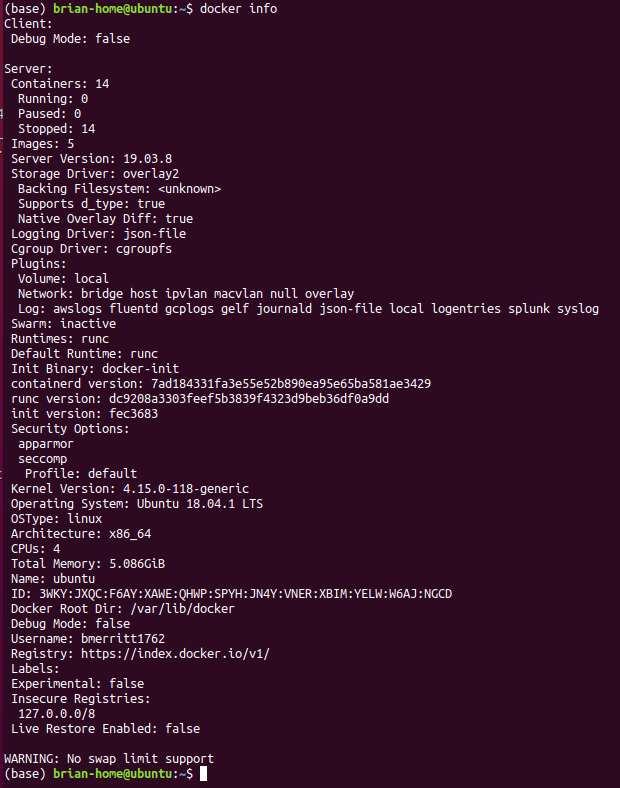 (base) brian-home@ubuntu:~$ docker info
Client:
 Debug Mode: false

Server:
 Containers: 14
  Running: 0
  Paused: 0
  Stopped: 14
 Images: 5
 Server Version: 19.03.8
 Storage Driver: overlay2
  Backing Filesystem: <unknown>
  Supports d_type: true
  Native Overlay Diff: true
 Logging Driver: json-file
 Cgroup Driver: cgroupfs
 Plugins:
  Volume: local
  Network: bridge host ipvlan macvlan null overlay
  Log: awslogs fluentd gcplogs gelf journald json-file local logentries splunk syslog
 Swarm: inactive
 Runtimes: runc
 Default Runtime: runc
 Init Binary: docker-init
 containerd version: 7ad184331fa3e55e52b890ea95e65ba581ae3429
 runc version: dc9208a3303feef5b3839f4323d9beb36df0a9dd
 init version: fec3683
 Security Options:
  apparmor
  seccomp
   Profile: default
 Kernel Version: 4.15.0-118-generic
 Operating System: Ubuntu 18.04.1 LTS
 OSType: linux
 Architecture: x86_64
 CPUs: 4
 Total Memory: 5.086GiB
 Name: ubuntu
 ID: 3WKY:JXQC:F6AY:XAWE:QHWP:SPYH:JN4Y:VNER:XBIM:YELW:W6AJ:NGCD
 Docker Root Dir: /var/lib/docker
 Debug Mode: false
 Username: bmerritt1762
 Registry: https://index.docker.io/v1/
 Labels:
 Experimental: false
 Insecure Registries:
  127.0.0.0/8
 Live Restore Enabled: false

WARNING: No swap limit support
(base) brian-home@ubuntu:~$